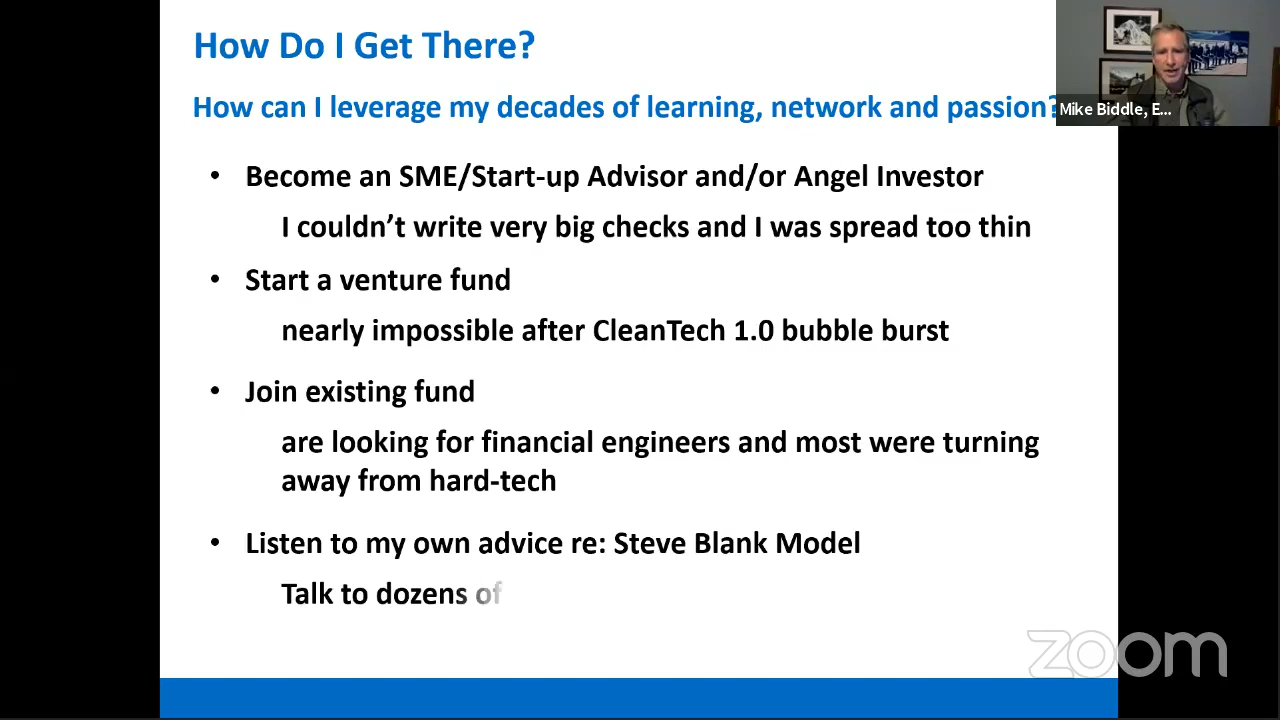 How Do I Get There?
How can I leverage my decades of learning, network and passion?
Mike Biddle, E...
• Become an SME/Start-up Advisor and/or Angel Investor
I couldn’t write very big checks and I was spread too thin
• Start a venture fund
nearly impossible after CleanTech 1.0 bubble burst
• Join existing fund
are looking for financial engineers and most were turning
away from hard-tech
• Listen to my own advice re: Steve Blank Model
Talk to dozens of
zoom